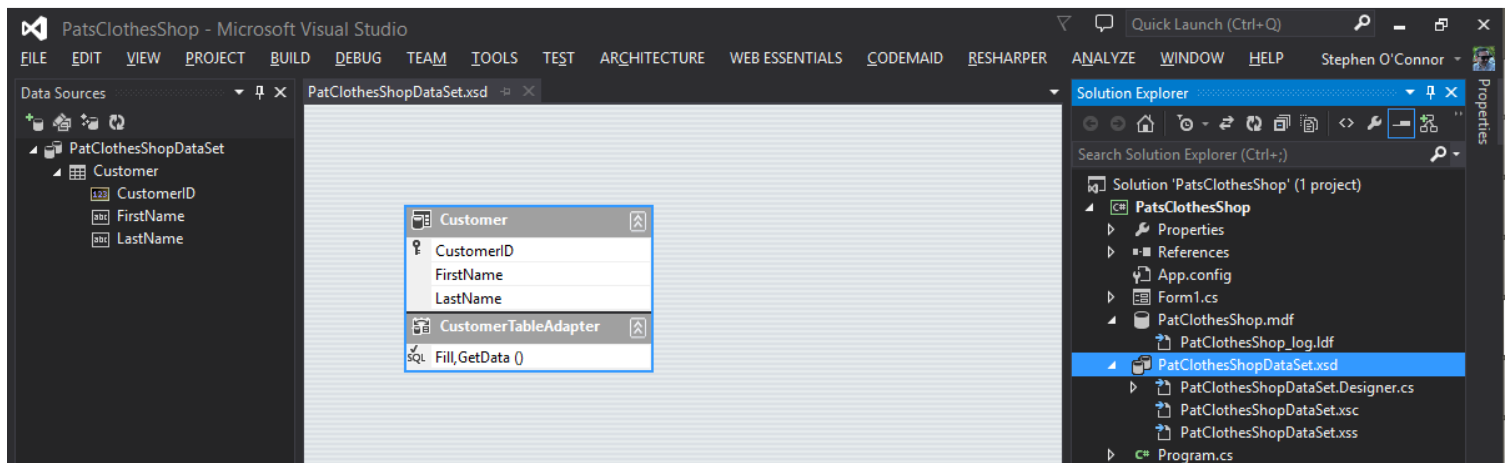 PatsClothesShop - Microsoft Visual Studio
Quick Launch (Ctrl+Q)
FILE EDIT VIEW PROJECT BUILD DEBUG TEAM TOOLS TEST ARCHITECTURE WEB ESSENTIALS CODEMAID RESHARPER ANALYZE WINDOW HELP Stephen O'Connor
Data Sources
PatClothesShopDataSet
Customer
123 CustomerID
abc FirstName
abc LastName
PatClothesShopDataSet.xsd
Customer
CustomerID
FirstName
LastName
CustomerTableAdapter
SQL Fill,GetData ()
Solution Explorer
Search Solution Explorer (Ctrl+;)
Solution 'PatsClothesShop' (1 project)
C# PatsClothesShop
Properties
References
App.config
Form1.cs
PatClothesShop.mdf
PatClothesShop_log.ldf
PatClothesShopDataSet.xsd
PatClothesShopDataSet.Designer.cs
PatClothesShopDataSet.xsc
PatClothesShopDataSet.xss
C# Program.cs
Properties